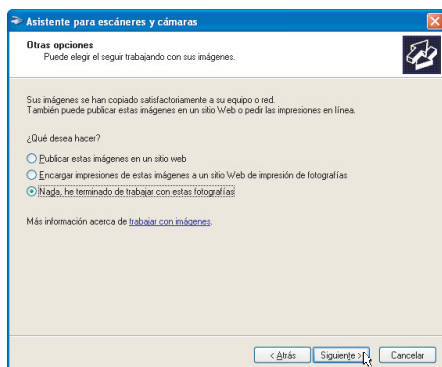 Asistente para escáneres y cámaras
Otras opciones
Puede elegir el seguir trabajando con sus imágenes.
Sus imágenes se han copiado satisfactoriamente a su equipo o red.
También puede publicar estas imágenes en un sitio Web o pedir las impresiones en línea.
¿Qué desea hacer?
Publicar estas imágenes en un sitio web
Encargar impresiones de estas imágenes a un sitio Web de impresión de fotografías
Nada, he terminado de trabajar con estas fotografías
Más información acerca de trabajar con imágenes.
< Atrás Siguiente > Cancelar